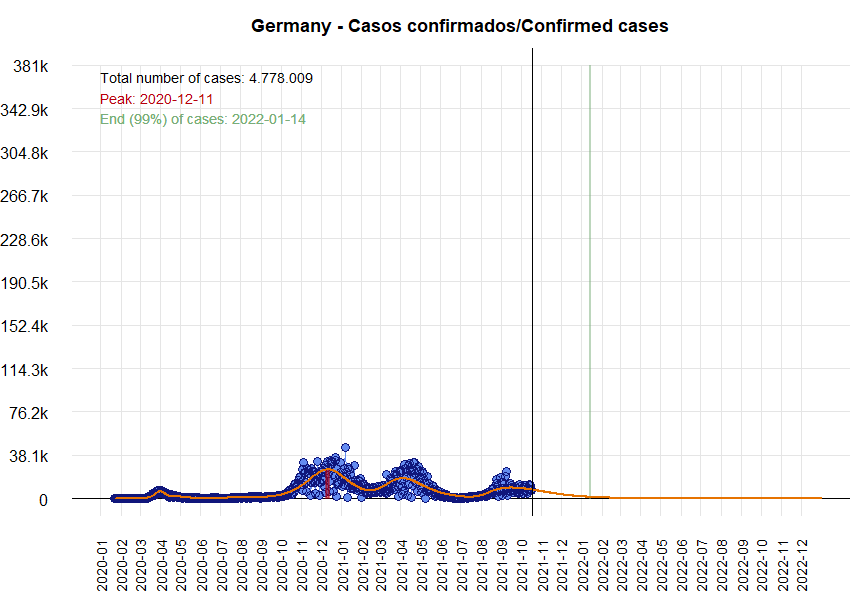 Germany - Casos confirmados/Confirmed cases
381k
342.9k
304.8k
266.7k
228.6k
190.5k
152.4k
114.3k
76.2k
38.1k
0
Total number of cases: 4.778.009
Peak: 2020-12-11
End (99%) of cases: 2022-01-14
2020-01
2020-02
2020-03
2020-04
2020-05
2020-06
2020-07
2020-08
2020-09
2020-10
2020-11
2020-12
2021-01
2021-02
2021-03
2021-04
2021-05
2021-06
2021-07
2021-08
2021-09
2021-10
2021-11
2021-12
2022-01
2022-02
2022-03
2022-04
2022-05
2022-06
2022-07
2022-08
2022-09
2022-10
2022-11
2022-12